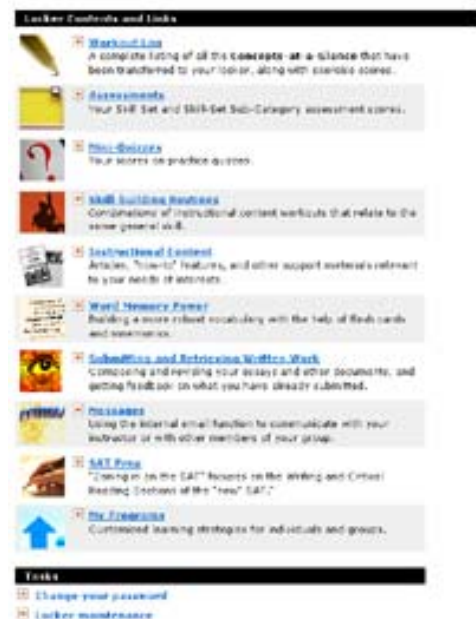 Locker Contents and Links
Workout Log
A complete listing of all the Concepts-at-a-Glance that have
been transferred to your locker, along with exercise scores.
Assessments
Your Skill Set and Skill-Set Sub-Category assessment scores.
Mini-Quizzes
Your scores on practice quizzes.
Skill Building Routines
Combinations of instructional content workouts that relate to the
same general skill.
Instructional Content
Articles, "how-to" features, and other support materials relevant
to your needs or interests.
Word Memory Power
Building a more robust vocabulary with the help of flash cards
and mnemonics.
Submitting and Retrieving Written Work
Composing and revising your essays and other documents, and
getting feedback on what you have already submitted.
Messages
Using the internal email function to communicate with your
instructor or with other members of your group.
SAT Prep
"Zoning in on the SAT" focuses on the Writing and Critical
Reading Sections of the "new" SAT."
My Programs
Customized learning strategies for individuals and groups.
Tasks
Change your password
Locker maintenance